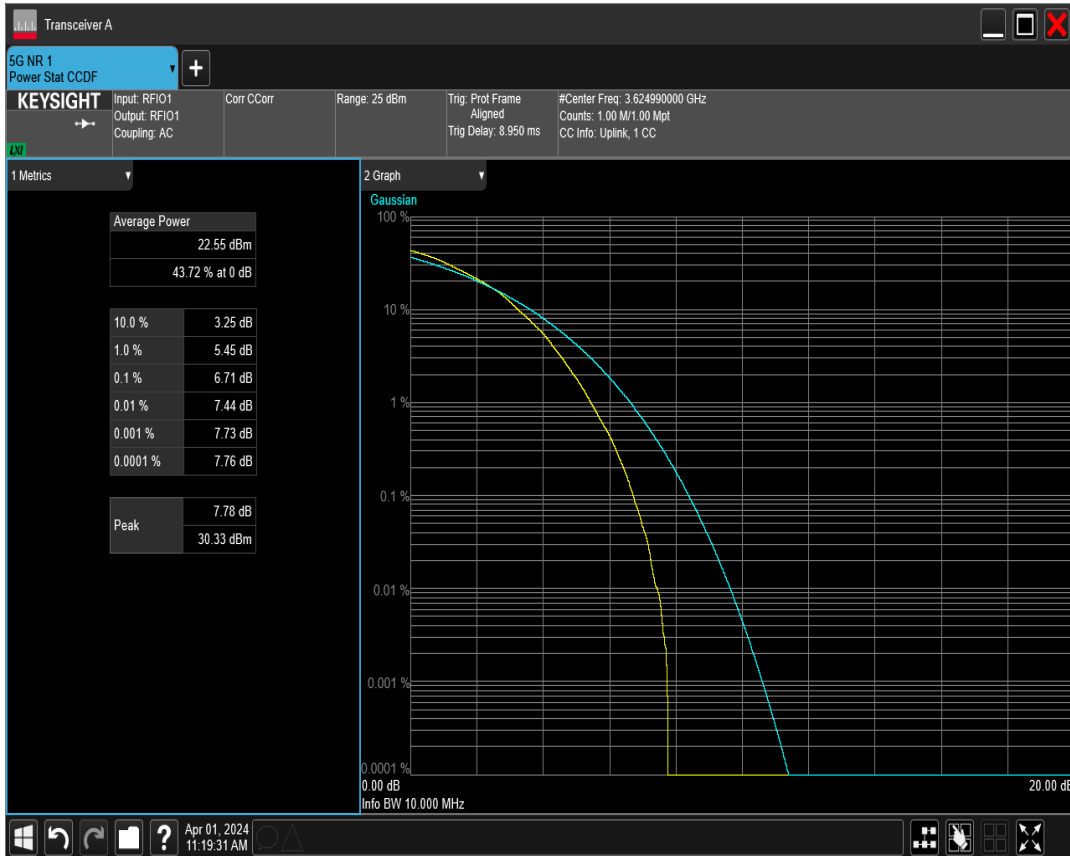 Transceiver A
5G NR 1
Power Stat CCDF
KEYSIGHT
LXI
Input: RFIO1
Output: RFIO1
Coupling: AC
Corr CCorr
Range: 25 dBm
Trig: Prot Frame
Aligned
Trig Delay: 8.950 ms
#Center Freq: 3.624990000 GHz
Counts: 1.00 M/1.00 Mpt
CC Info: Uplink, 1 CC
1 Metrics
Average Power
22.55 dBm
43.72 % at 0 dB
10.0 % 3.25 dB
1.0 % 5.45 dB
0.1 % 6.71 dB
0.01 % 7.44 dB
0.001 % 7.73 dB
0.0001 % 7.76 dB
Peak
7.78 dB
30.33 dBm
2 Graph
Gaussian
100 %
10 %
1 %
0.1 %
0.01 %
0.001 %
0.0001 %
0.00 dB 20.00 dB
Info BW 10.000 MHz
?
Apr 01, 2024
11:19:31 AM